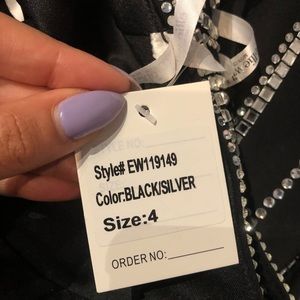 Style# EW119149
Color:BLACK/SILVER
Size:4
ORDER NO: